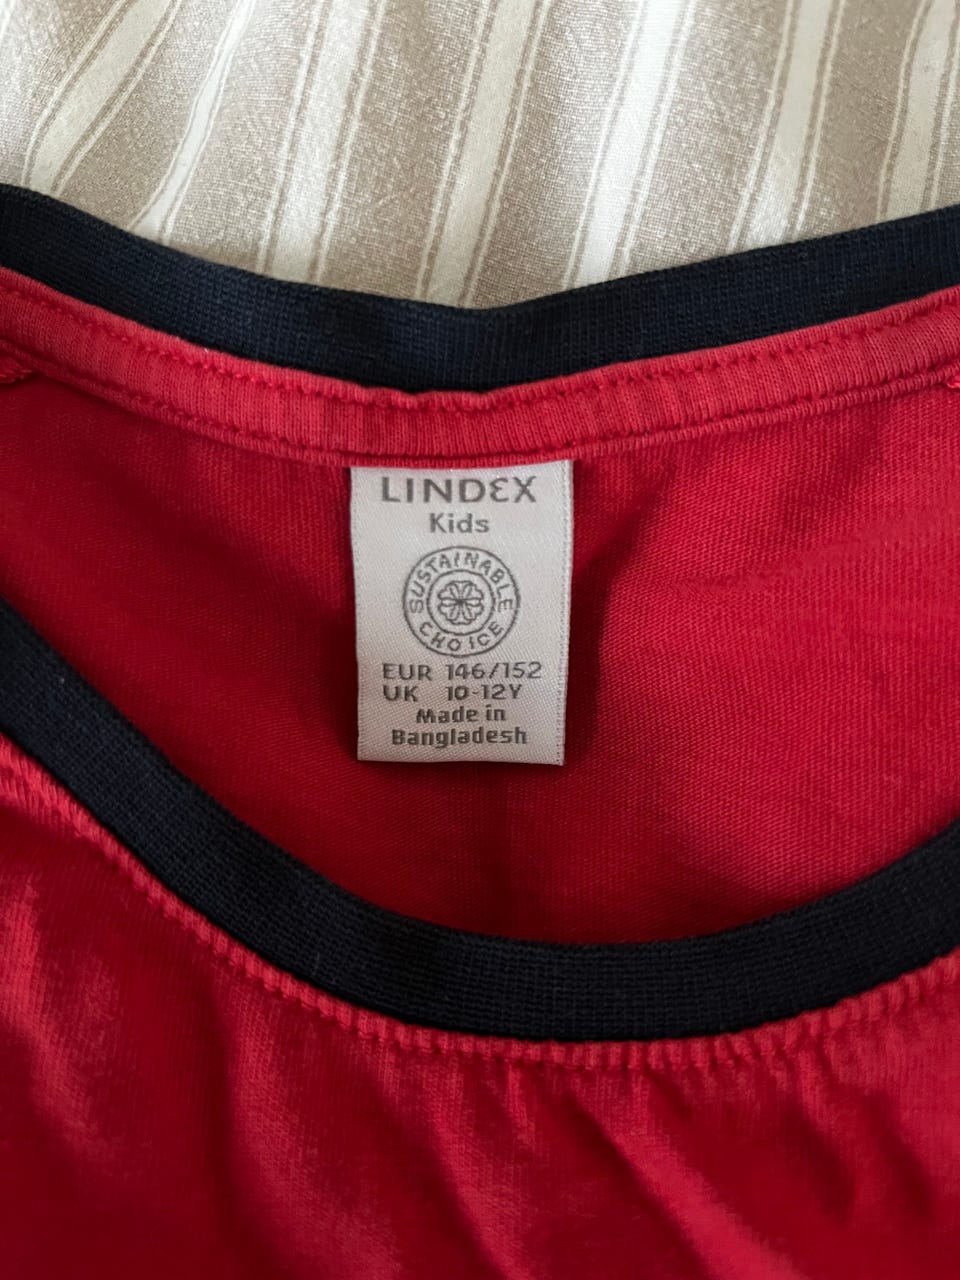 LINDEX
Kids
SUSTAINABLE
CHOICE
EUR 146/152
UK 10-12Y
Made in
Bangladesh